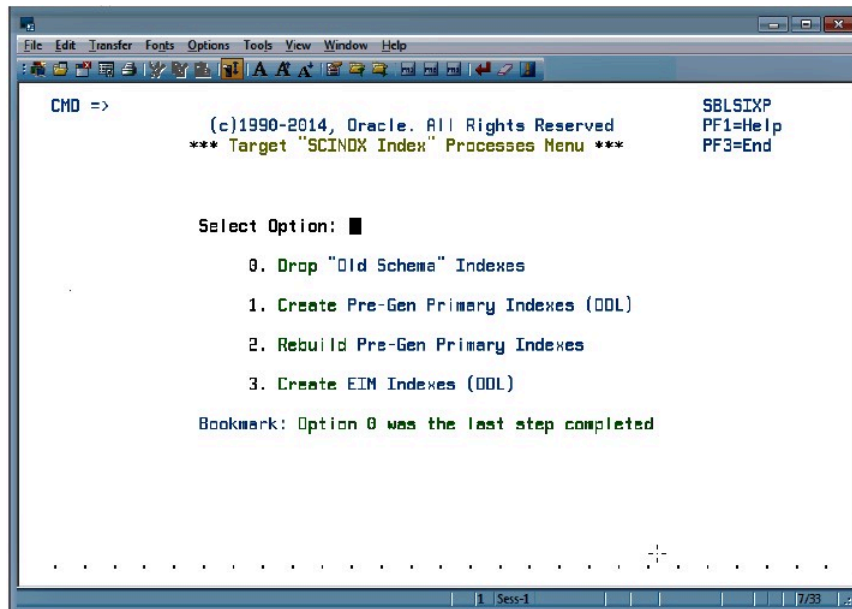 File Edit Transfer Fonts Options Tools View Window Help
CMD => SBLSIXP
(c)1990-2014, Oracle. All Rights Reserved PF1=Help
*** Target "SCINDX Index" Processes Menu *** PF3=End
Select Option:
0. Drop "Old Schema" Indexes
1. Create Pre-Gen Primary Indexes (DDL)
2. Rebuild Pre-Gen Primary Indexes
3. Create EIM Indexes (DDL)
Bookmark: Option 0 was the last step completed
1 Sess-1 7/33